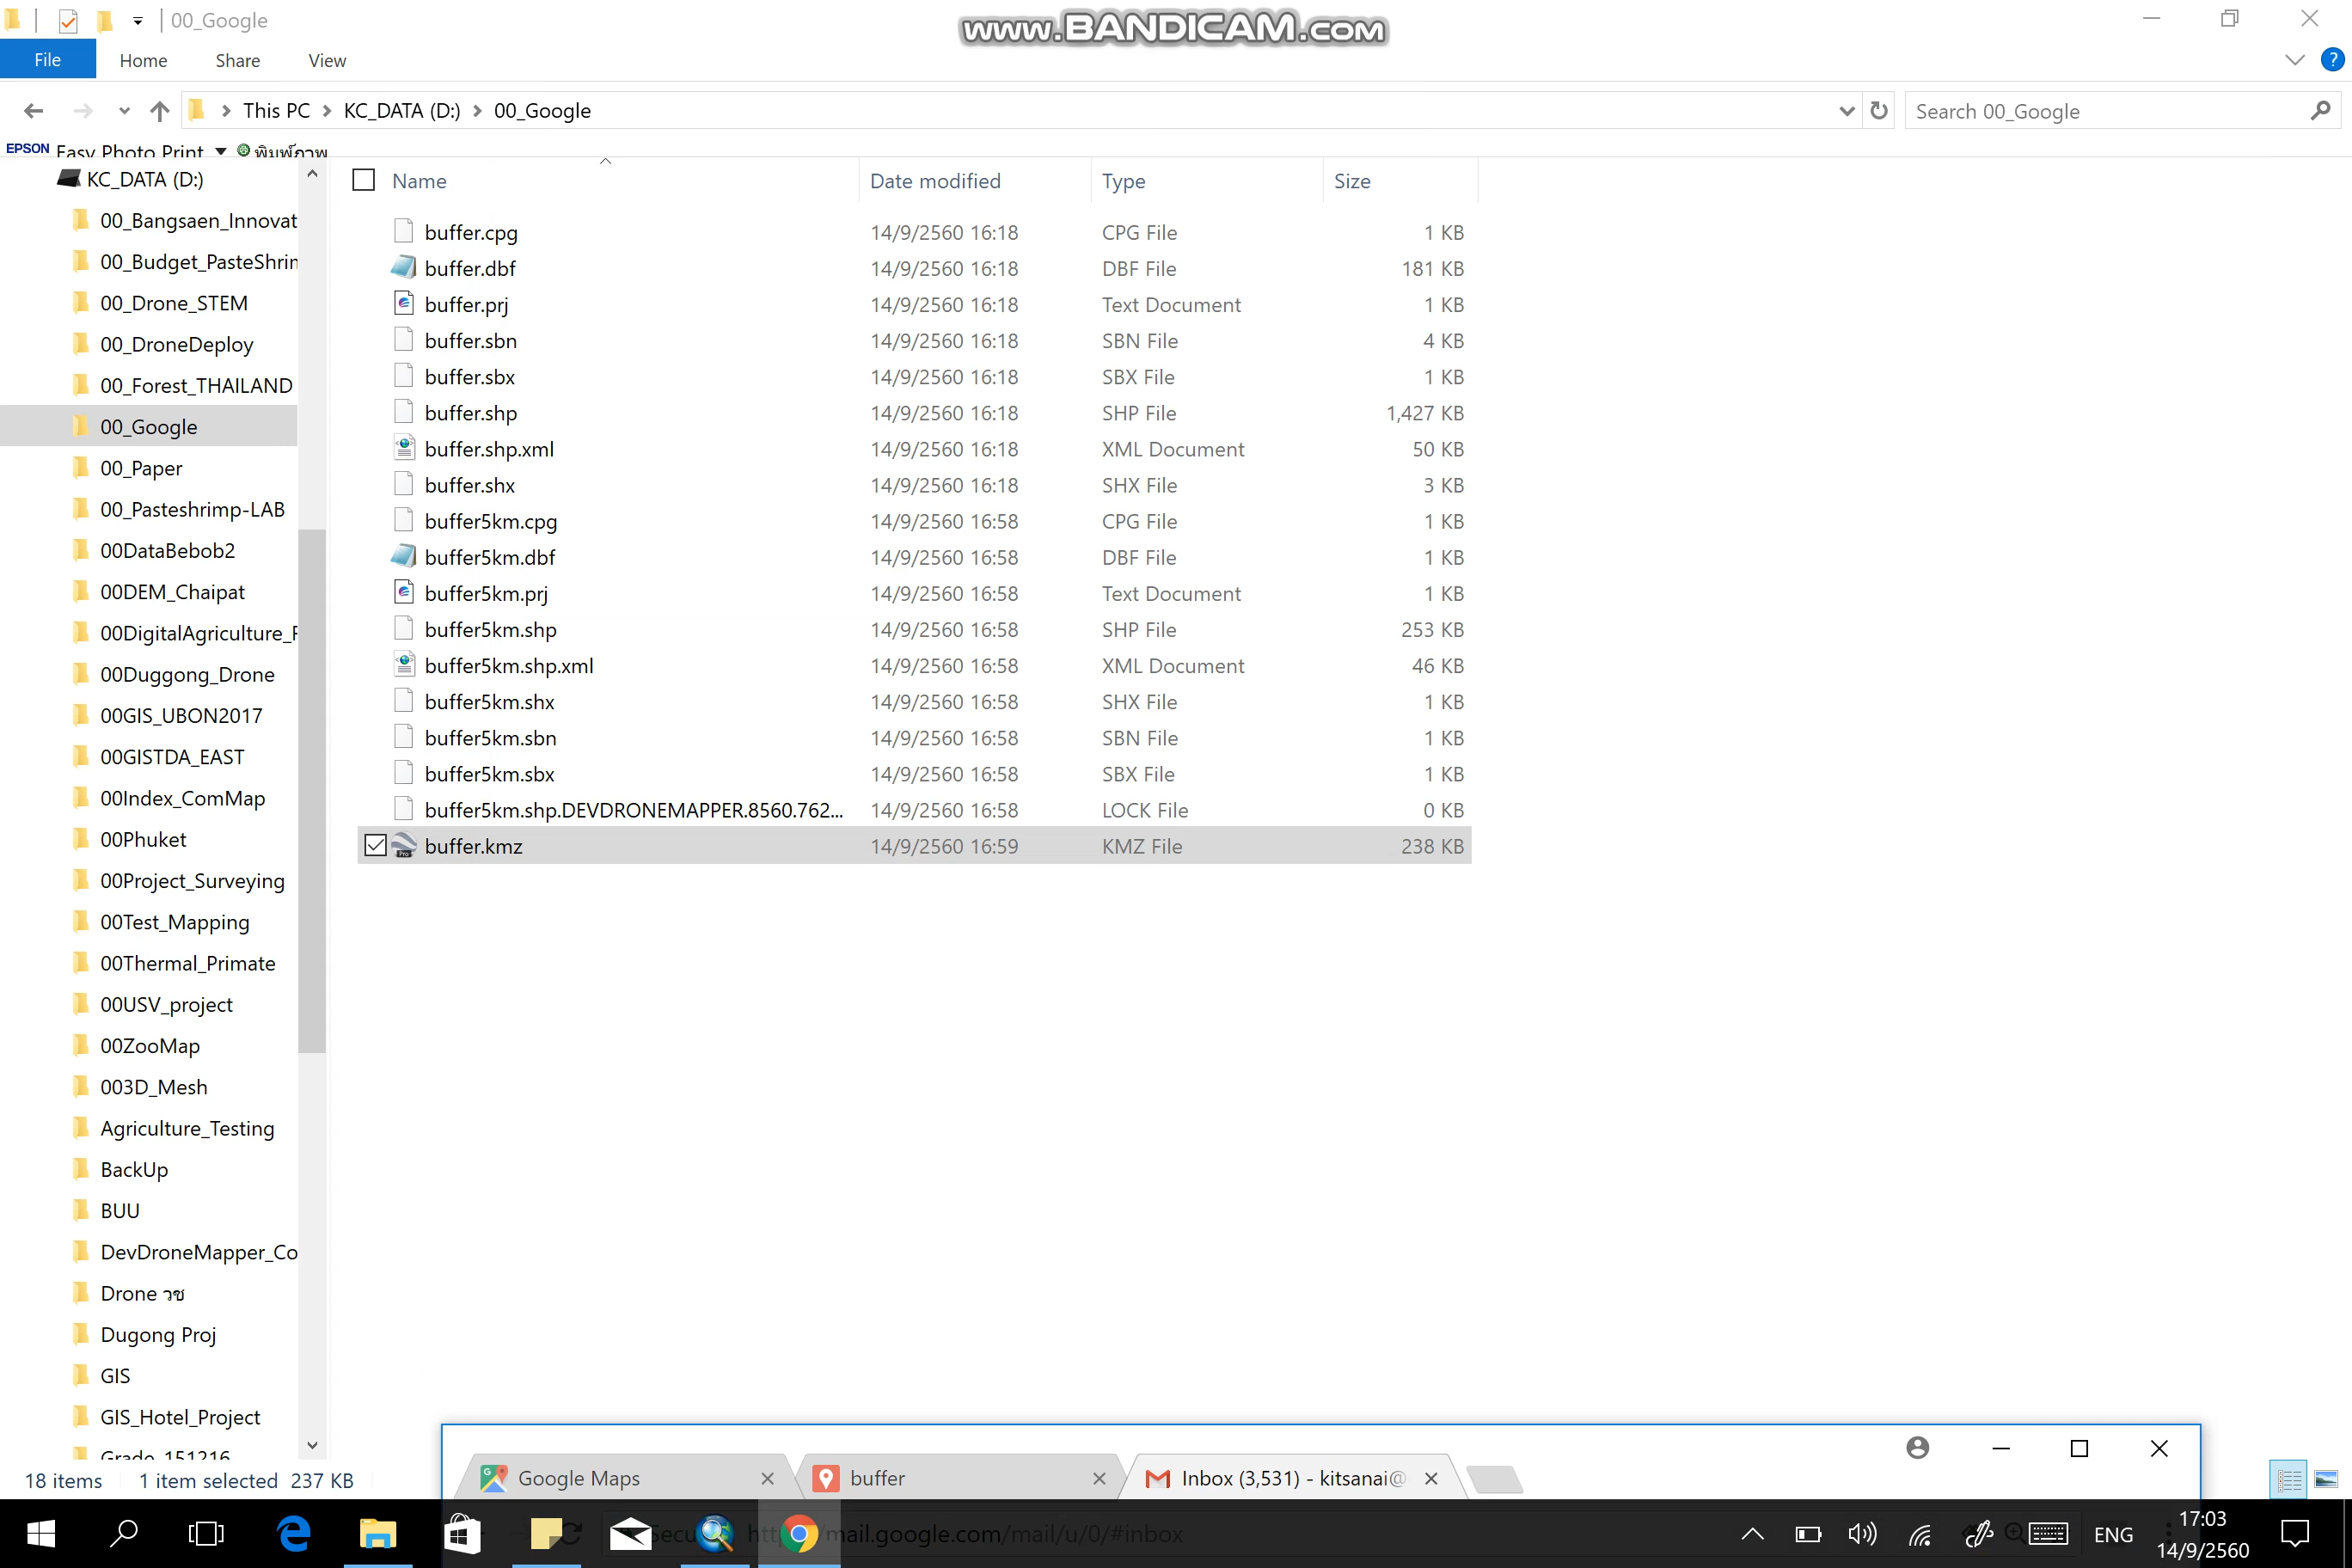 00_Google
www.BANDICAM.com
File Home Share View
This PC KC_DATA (D:) 00_Google
Search 00_Google
EPSON Easy Photo Print พิมพ์ภาพ
KC_DATA (D:)
00_Bangsaen_Innovat
00_Budget_PasteShrin
00_Drone_STEM
00_DroneDeploy
00_Forest_THAILAND
00_Google
00_Paper
00_Pasteshrimp-LAB
00DataBebob2
00DEM_Chaipat
00DigitalAgriculture_F
00Duggong_Drone
00GIS_UBON2017
00GISTDA_EAST
00Index_ComMap
00Phuket
00Project_Surveying
00Test_Mapping
00Thermal_Primate
00USV_project
00ZooMap
003D_Mesh
Agriculture_Testing
BackUp
BUU
DevDroneMapper_Co
Drone วช
Dugong Proj
GIS
GIS_Hotel_Project
Grade_151216
Name Date modified Type Size
buffer.cpg 14/9/2560 16:18 CPG File 1 KB
buffer.dbf 14/9/2560 16:18 DBF File 181 KB
buffer.prj 14/9/2560 16:18 Text Document 1 KB
buffer.sbn 14/9/2560 16:18 SBN File 4 KB
buffer.sbx 14/9/2560 16:18 SBX File 1 KB
buffer.shp 14/9/2560 16:18 SHP File 1,427 KB
buffer.shp.xml 14/9/2560 16:18 XML Document 50 KB
buffer.shx 14/9/2560 16:18 SHX File 3 KB
buffer5km.cpg 14/9/2560 16:58 CPG File 1 KB
buffer5km.dbf 14/9/2560 16:58 DBF File 1 KB
buffer5km.prj 14/9/2560 16:58 Text Document 1 KB
buffer5km.shp 14/9/2560 16:58 SHP File 253 KB
buffer5km.shp.xml 14/9/2560 16:58 XML Document 46 KB
buffer5km.shx 14/9/2560 16:58 SHX File 1 KB
buffer5km.sbn 14/9/2560 16:58 SBN File 1 KB
buffer5km.sbx 14/9/2560 16:58 SBX File 1 KB
buffer5km.shp.DEVDRONEMAPPER.8560.762... 14/9/2560 16:58 LOCK File 0 KB
buffer.kmz 14/9/2560 16:59 KMZ File 238 KB
18 items 1 item selected 237 KB
Google Maps buffer Inbox (3,531) - kitsanai@
mail.google.com/mail/u/0/#inbox
ENG
17:03
14/9/2560